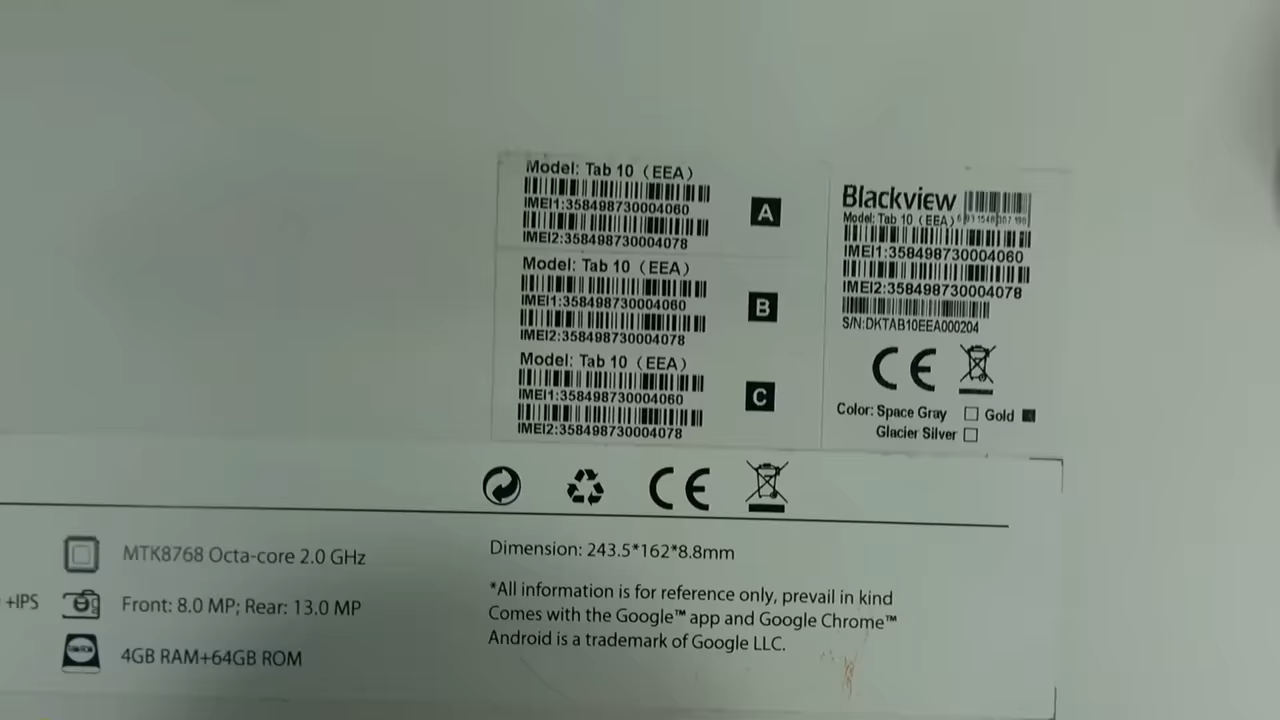 Model: Tab 10 (EEA)
IMEI1:358498730004060
IMEI2:358498730004078
A
Model: Tab 10 (EEA)
IMEI1:358498730004060
IMEI2:358498730004078
B
Model: Tab 10 (EEA)
IMEI1:358498730004060
IMEI2:358498730004078
C
Blackview
Model: Tab 10 (EEA)
IMEI1:358498730004060
IMEI2:358498730004078
S/N:DKTAB10EEA000204
CE
Color: Space Gray Gold
Glacier Silver
CE
MTK8768 Octa-core 2.0 GHz
+IPS Front: 8.0 MP; Rear: 13.0 MP
4GB RAM+64GB ROM
Dimension: 243.5*162*8.8mm
*All information is for reference only, prevail in kind
Comes with the Google™ app and Google Chrome™
Android is a trademark of Google LLC.